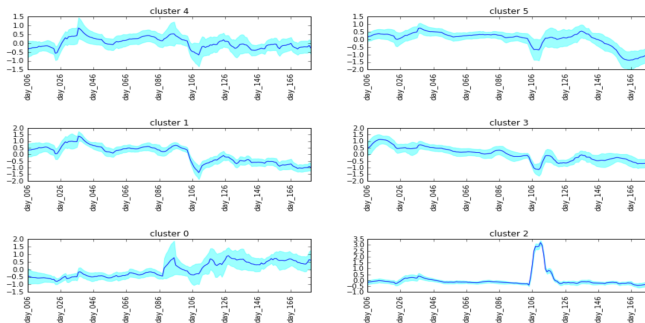 cluster 4
1.5
1.0
0.5
0.0
−0.5
−1.0
−1.5
day_006
day_026
day_046
day_066
day_086
day_106
day_126
day_146
day_166
cluster 5
1.5
1.0
0.5
0.0
−0.5
−1.0
−1.5
−2.0
day_006
day_026
day_046
day_066
day_086
day_106
day_126
day_146
day_166
cluster 1
2.0
1.5
1.0
0.5
0.0
−0.5
−1.0
−1.5
−2.0
day_006
day_026
day_046
day_066
day_086
day_106
day_126
day_146
day_166
cluster 3
2.0
1.5
1.0
0.5
0.0
−0.5
−1.0
−1.5
−2.0
day_006
day_026
day_046
day_066
day_086
day_106
day_126
day_146
day_166
cluster 0
2.0
1.5
1.0
0.5
0.0
−0.5
−1.0
−1.5
day_006
day_026
day_046
day_066
day_086
day_106
day_126
day_146
day_166
cluster 2
3.5
3.0
2.5
2.0
1.5
1.0
0.5
0.0
−0.5
−1.0
day_006
day_026
day_046
day_066
day_086
day_106
day_126
day_146
day_166